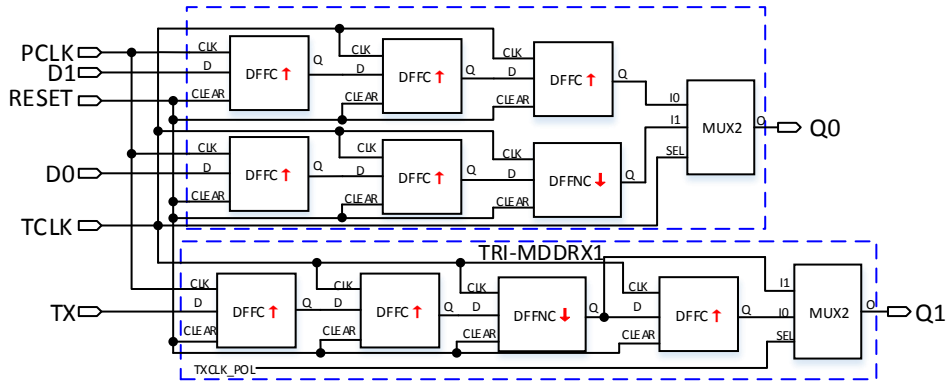 PCLK
D1
RESET
CLK
D
CLEAR
DFFC
Q
CLK
D
CLEAR
DFFC
Q
CLK
D
CLEAR
DFFC
Q
I0
I1
SEL
MUX2
O
Q0
D0
TCLK
CLK
D
CLEAR
DFFC
Q
CLK
D
CLEAR
DFFC
Q
CLK
D
CLEAR
DFFNC
Q
TRI-MDDRX1
TX
CLK
D
CLEAR
DFFC
Q
CLK
D
CLEAR
DFFC
Q
CLK
D
CLEAR
DFFNC
Q
CLK
D
CLEAR
DFFC
Q
I1
I0
SEL
MUX2
O
Q1
TXCLK_POL